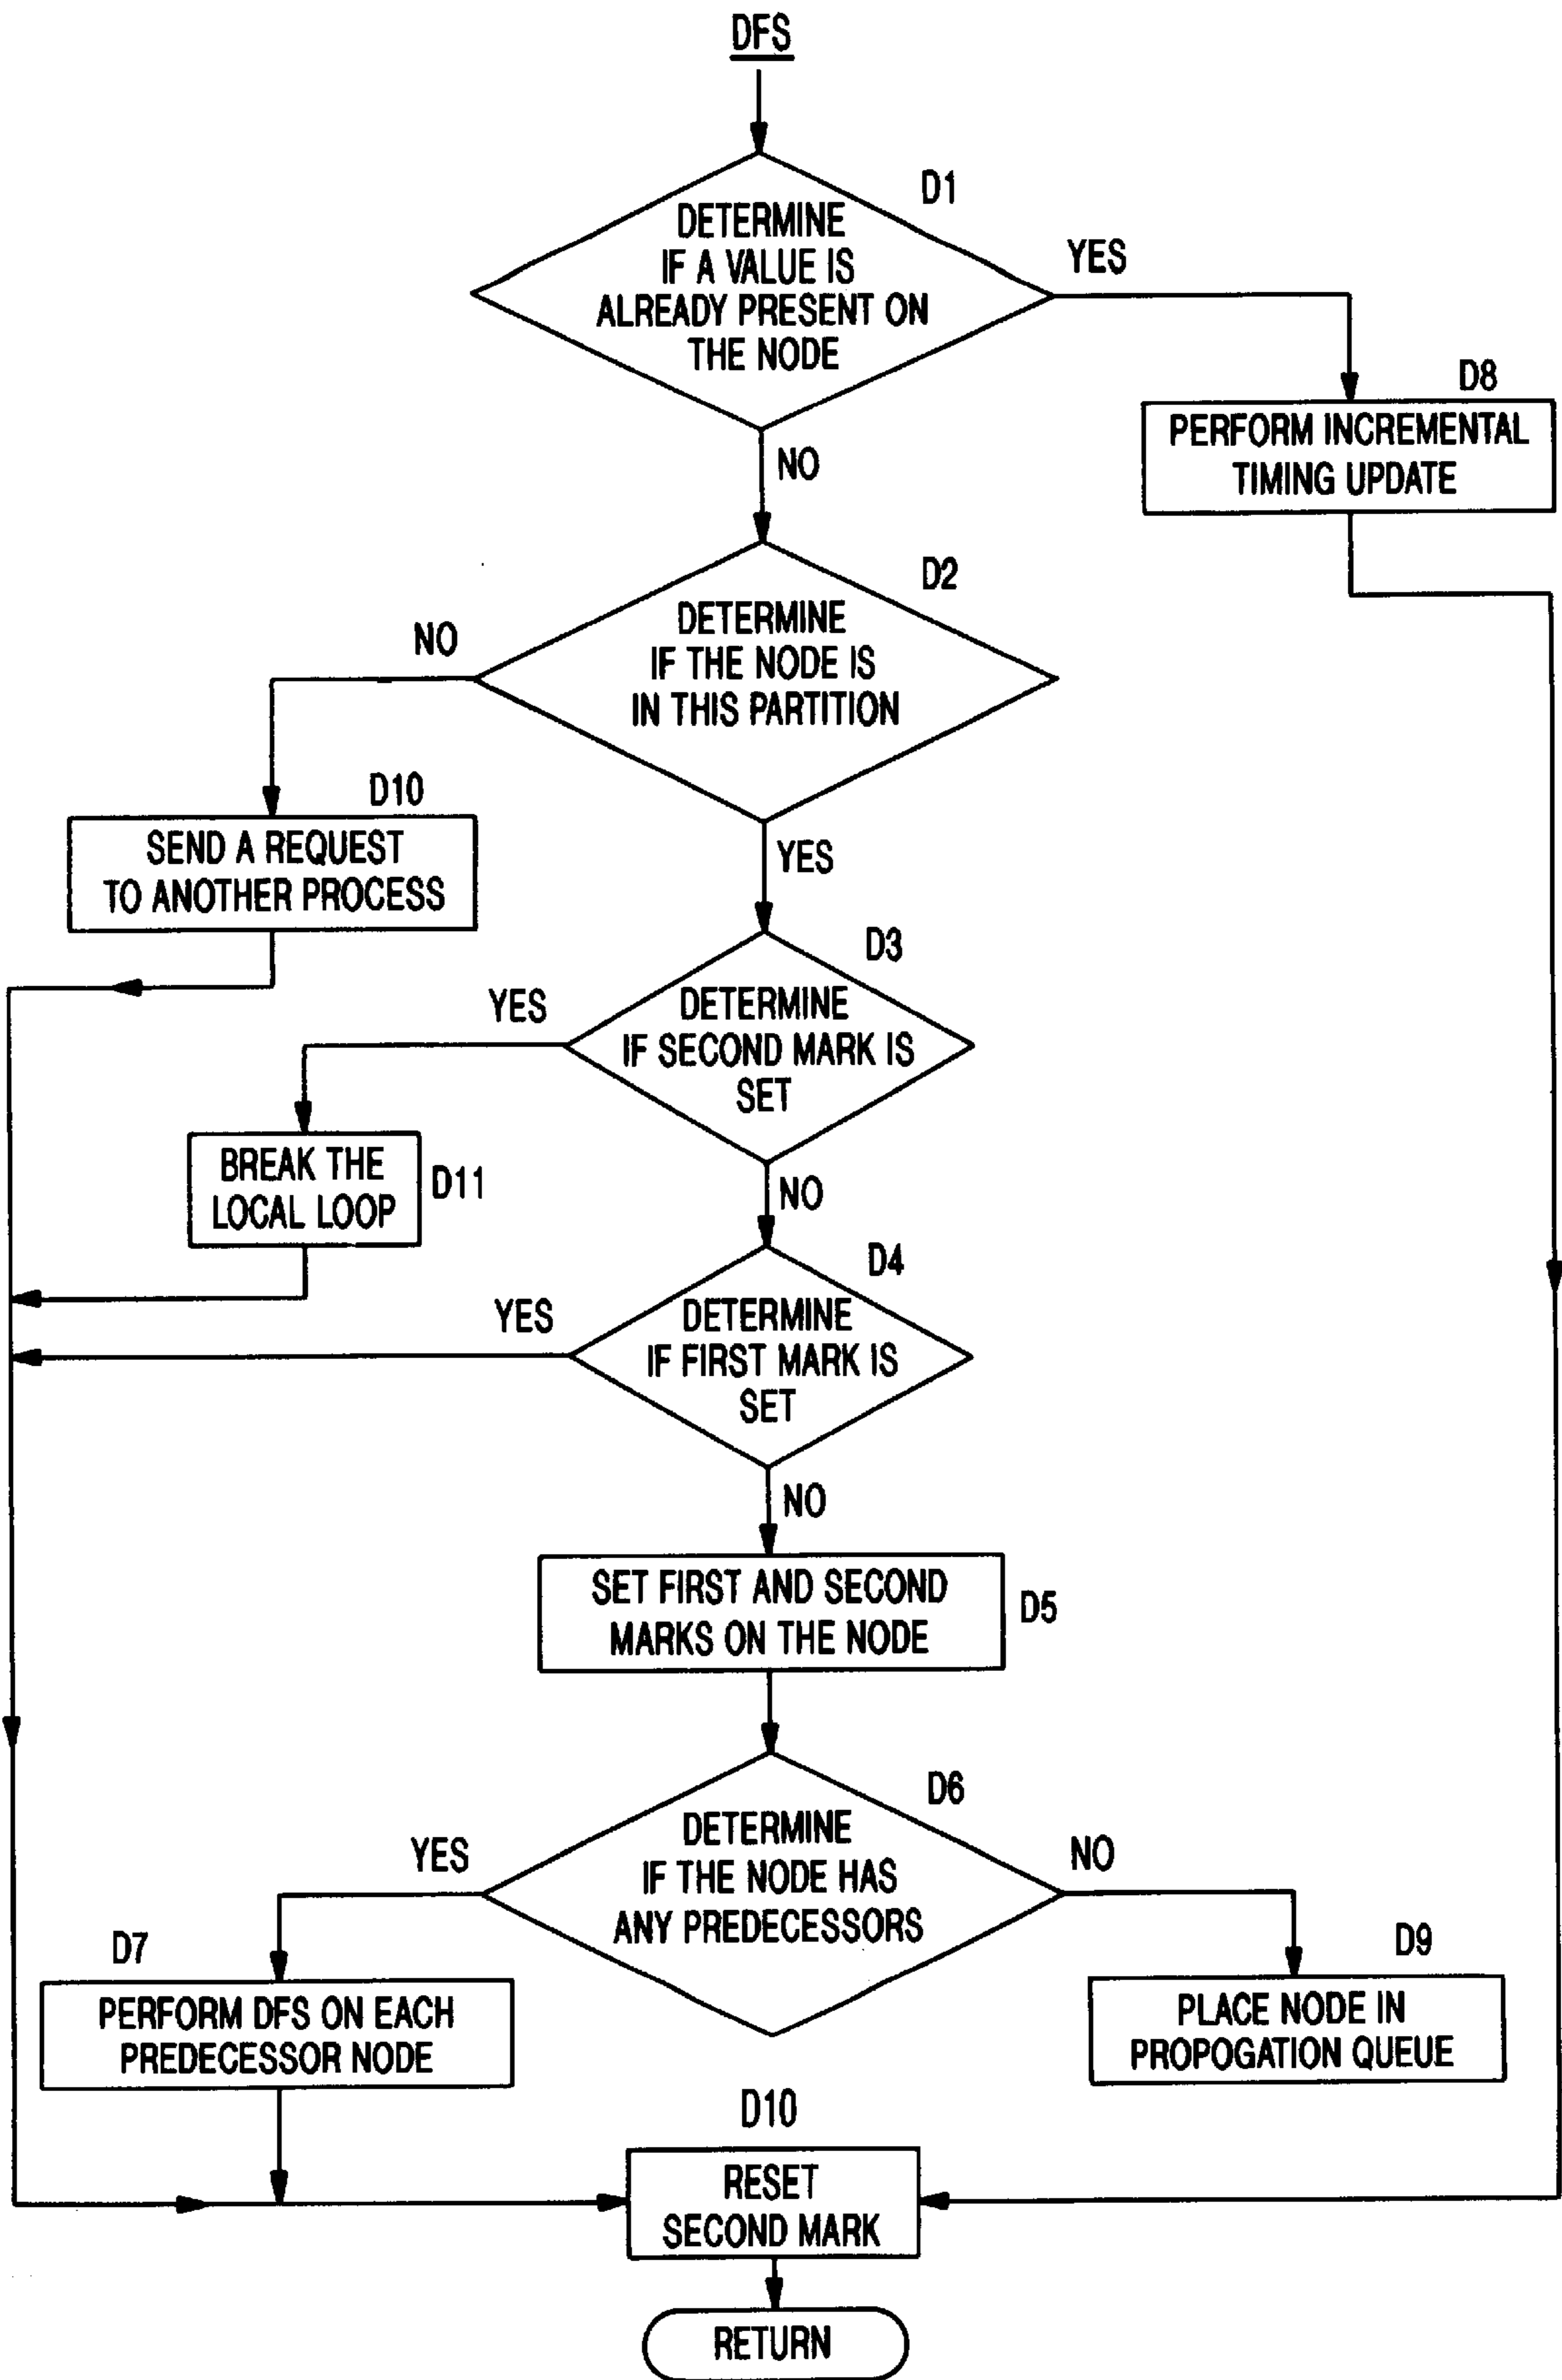 DFS
D1
DETERMINE
IF A VALUE IS
ALREADY PRESENT ON
THE NODE
YES
D8
PERFORM INCREMENTAL
TIMING UPDATE
NO
D2
DETERMINE
IF THE NODE IS
IN THIS PARTITION
NO
D10
SEND A REQUEST
TO ANOTHER PROCESS
YES
D3
DETERMINE
IF SECOND MARK IS
SET
YES
BREAK THE
LOCAL LOOP
D11
NO
D4
DETERMINE
IF FIRST MARK IS
SET
YES
NO
SET FIRST AND SECOND
MARKS ON THE NODE
D5
D6
DETERMINE
IF THE NODE HAS
ANY PREDECESSORS
YES
NO
D7
PERFORM DFS ON EACH
PREDECESSOR NODE
D9
PLACE NODE IN
PROPOGATION QUEUE
D10
RESET
SECOND MARK
RETURN